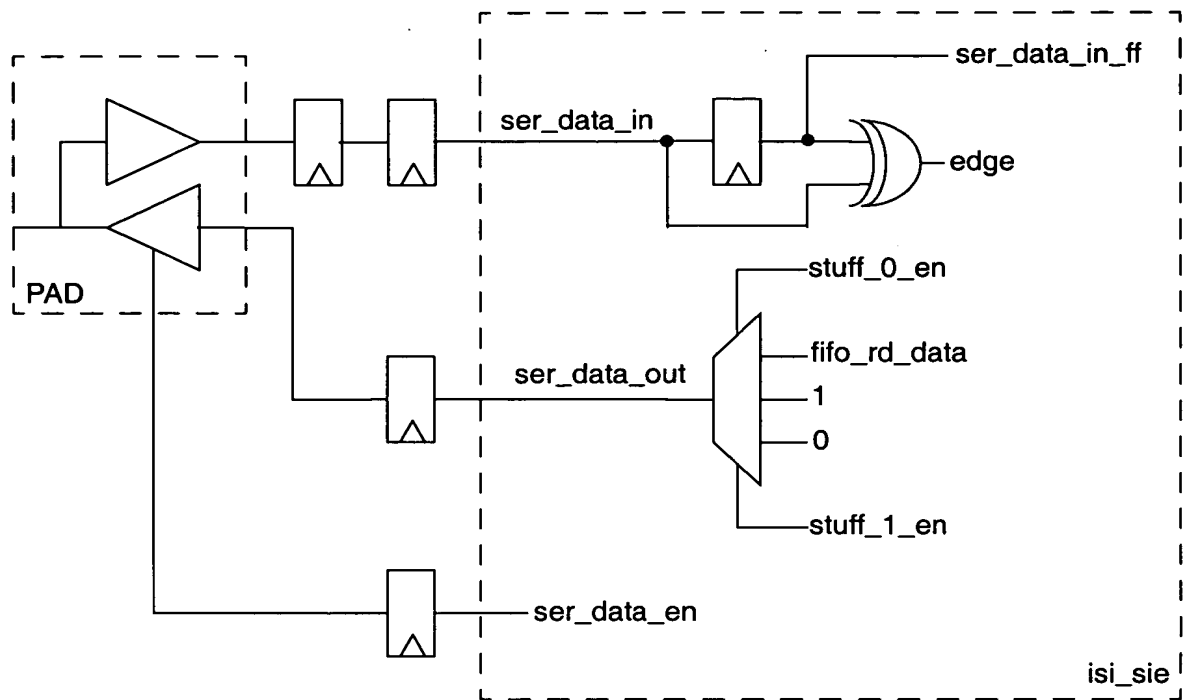 ser_data_in_ff
ser_data_in
edge
PAD
stuff_0_en
fifo_rd_data
ser_data_out
1
0
stuff_1_en
ser_data_en
isi_sie